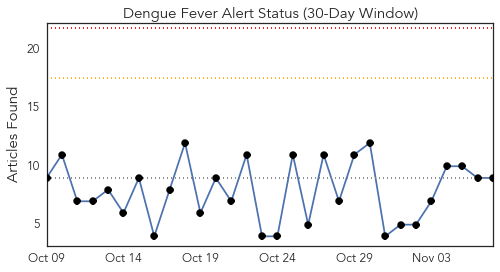 Dengue Fever Alert Status (30-Day Window)
Articles Found
20
15
10
5
Oct 09 Oct 14 Oct 19 Oct 24 Oct 29 Nov 03